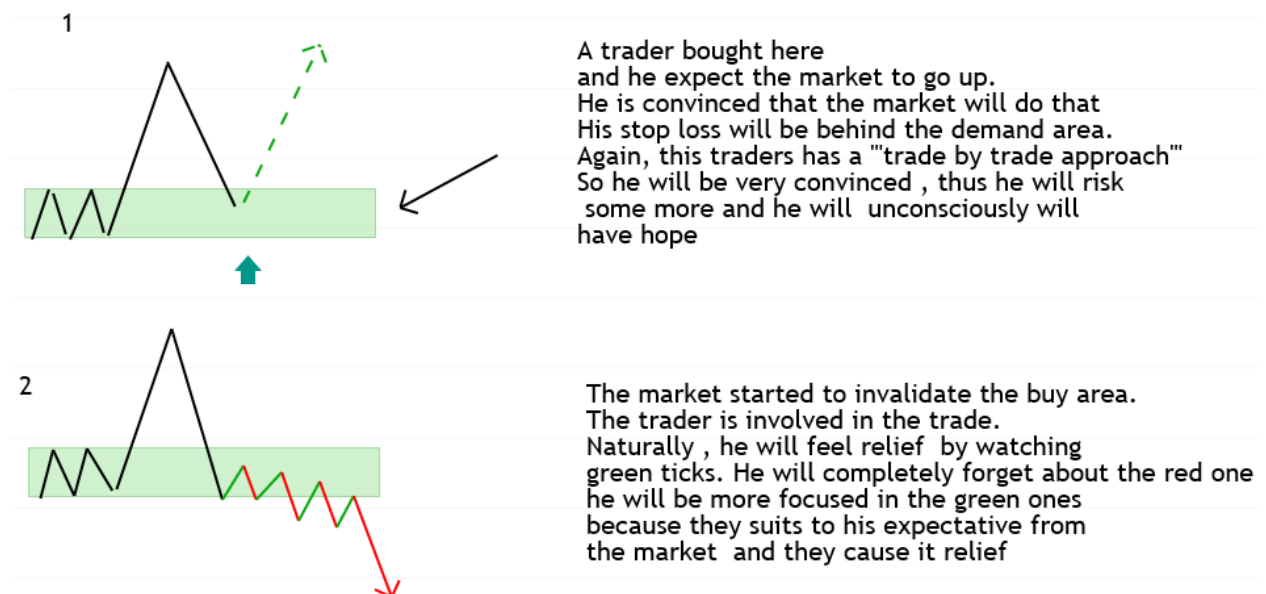 1
A trader bought here
and he expect the market to go up.
He is convinced that the market will do that
His stop loss will be behind the demand area.
Again, this traders has a '"trade by trade approach'"
So he will be very convinced , thus he will risk
some more and he will  unconsciously will
have hope
2
The market started to invalidate the buy area.
The trader is involved in the trade.
Naturally , he will feel relief  by watching
green ticks. He will completely forget about the red one
he will be more focused in the green ones
because they suits to his expectative from
the market  and they cause it relief